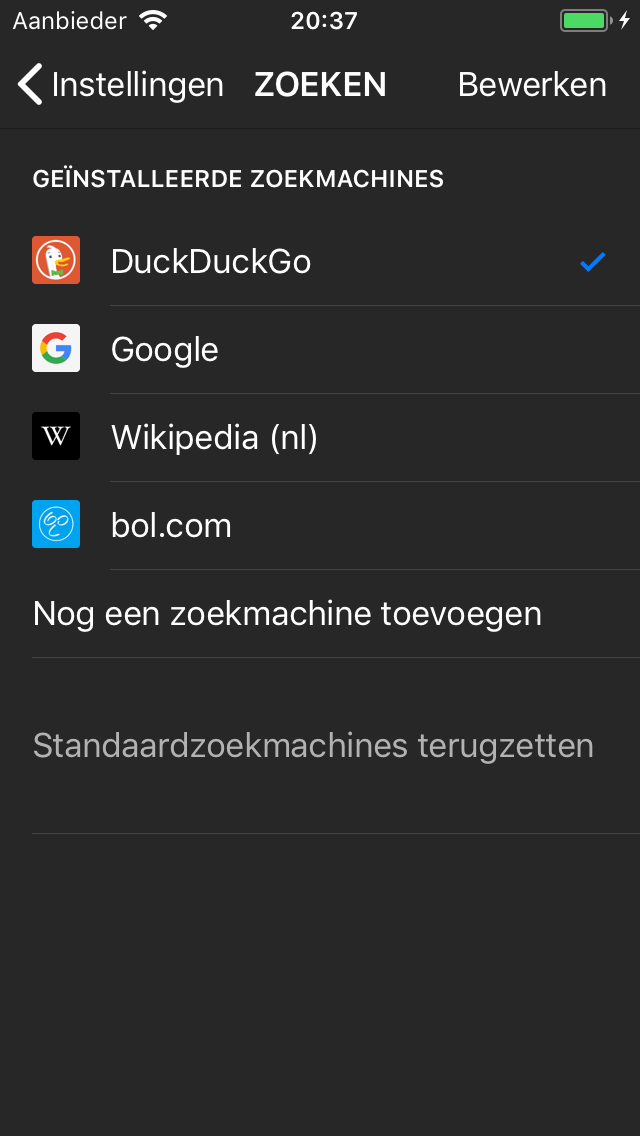 Aanbieder 20:37
Instellingen ZOEKEN Bewerken
GEÏNSTALLEERDE ZOEKMACHINES
DuckDuckGo
Google
W Wikipedia (nl)
bol.com
Nog een zoekmachine toevoegen
Standaardzoekmachines terugzetten